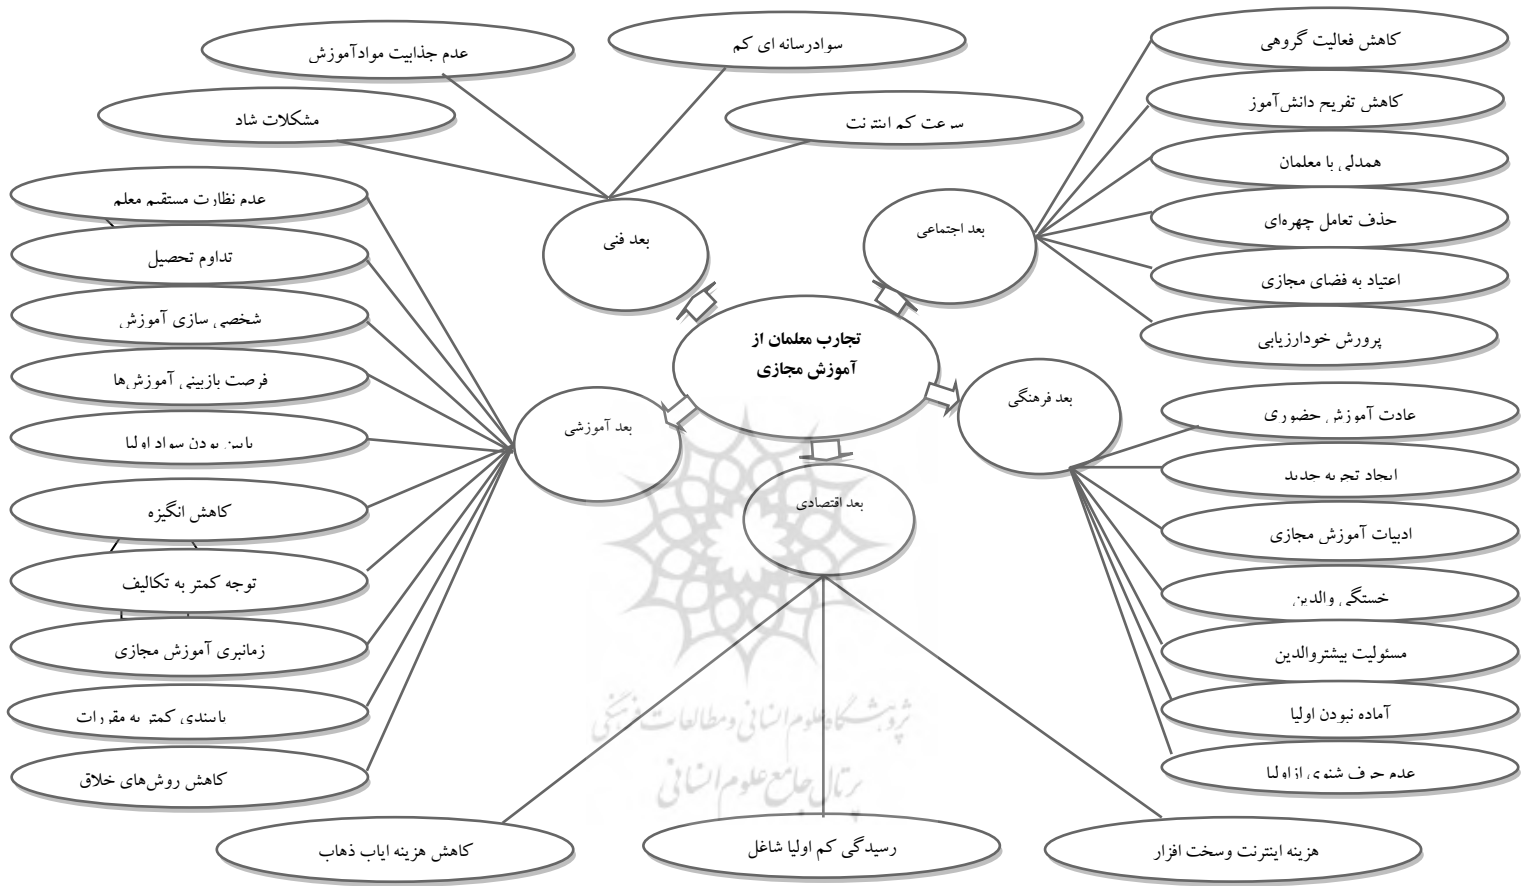 سوادرسانه ای کم
عدم جذابیت موادآموزش
سرعت کم اینترنت
مشکلات شاد
کاهش فعالیت گروهی
کاهش تفریح دانش‌آموز
همدلی با معلمان
حذف تعامل چهره‌ای
اعتیاد به فضای مجازی
پرورش خودارزیابی
بعد اجتماعی
بعد فنی
تجارب معلمان از
آموزش مجازی
بعد فرهنگی
بعد آموزشی
بعد اقتصادی
عادت آموزش حضوری
ایجاد تجربه جدید
ادبیات آموزش مجازی
خستگی والدین
مسئولیت بیشتروالدین
آماده نبودن اولیا
عدم حرف شنوی ازاولیا
عدم نظارت مستقیم معلم
تداوم تحصیل
شخصی سازی آموزش
فرصت بازبینی آموزش‌ها
پایین بودن سواد اولیا
کاهش انگیزه
توجه کمتر به تکالیف
زمانبری آموزش مجازی
پایبندی کمتر به مقررات
کاهش روش‌های خلاق
هزینه اینترنت وسخت افزار
رسیدگی کم اولیا شاغل
کاهش هزینه ایاب ذهاب
پژوهشگاه علوم انسانی و مطالعات فرهنگی
پرتال جامع علوم انسانی